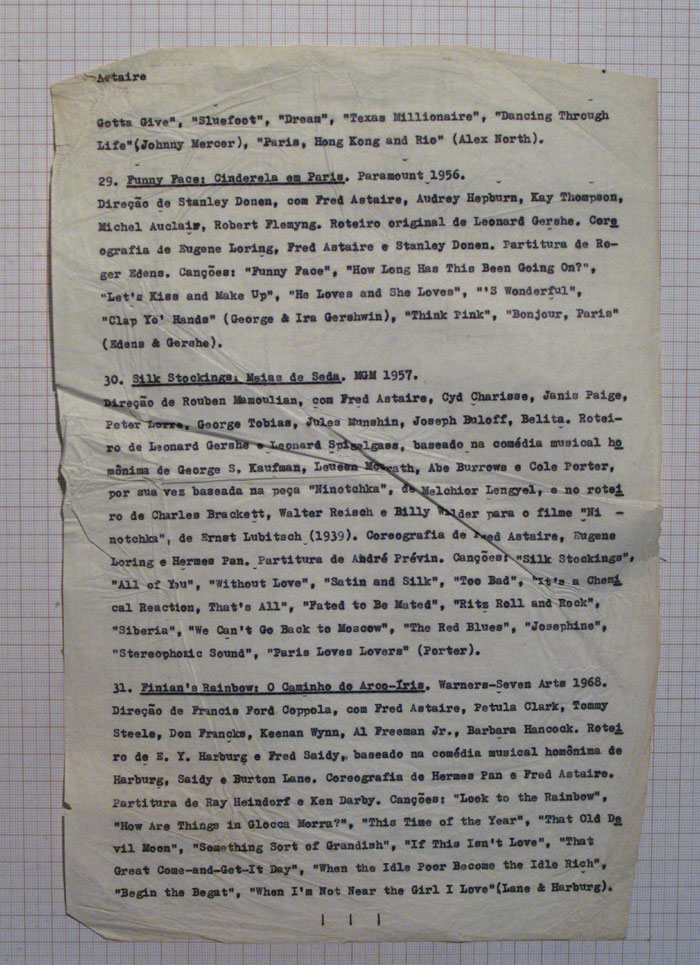 Astaire
Gotta Give", "Sluefoot", "Dream", "Texas Millionaire", "Dancing Through
Life"(Johnny Mercer), "Paris, Hong Kong and Rio" (Alex North).
29. Funny Face: Cinderela em Paris. Paramount 1956.
Direção de Stanley Donen, com Fred Astaire, Audrey Hepburn, Kay Thompson,
Michel Auclair, Robert Flemyng. Roteiro original de Leonard Gershe. Core
ografia de Eugene Loring, Fred Astaire e Stanley Donen. Partitura de Ro-
ger Edens. Canções: "Funny Face", "How Long Has This Been Going On?",
"Let's Kiss and Make Up", "He Loves and She Loves", "'S Wonderful",
"Clap Yo' Hands" (George & Ira Gershwin), "Think Pink", "Bonjour, Paris"
(Edens & Gershe).
30. Silk Stockings: Meias de Seda. MGM 1957.
Direção de Rouben Mamoulian, com Fred Astaire, Cyd Charisse, Janis Paige,
Peter Lorre, George Tobias, Jules Munshin, Joseph Buloff, Belita. Rotei-
ro de Leonard Gershe e Leonard Spigelgass, baseado na comédia musical ho
mônima de George S. Kaufman, Leueen McGrath, Abe Burrows e Cole Porter,
por sua vez baseada na peça "Ninotchka", de Melchior Lengyel, e no rotei
ro de Charles Brackett, Walter Reisch e Billy Wilder para o filme "Ni -
notchka", de Ernst Lubitsch (1939). Coreografia de Fred Astaire, Eugene
Loring e Hermes Pan. Partitura de André Prévin. Canções: "Silk Stockings",
"All of You", "Without Love", "Satin and Silk", "Too Bad", "It's a Chemi
cal Reaction, That's All", "Fated to Be Mated", "Ritz Roll and Rock",
"Siberia", "We Can't Go Back to Moscow", "The Red Blues", "Josephine",
"Stereophonic Sound", "Paris Loves Lovers" (Porter).
31. Finian's Rainbow: O Caminho do Arco-Íris. Warners-Seven Arts 1968.
Direção de Francis Ford Coppola, com Fred Astaire, Petula Clark, Tommy
Steele, Don Francks, Keenan Wynn, Al Freeman Jr., Barbara Hancock. Rotei
ro de E. Y. Harburg e Fred Saidy, baseado na comédia musical homônima de
Harburg, Saidy e Burton Lane. Coreografia de Hermes Pan e Fred Astaire.
Partitura de Ray Heindorf e Ken Darby. Canções: "Look to the Rainbow",
"How Are Things in Glocca Morra?", "This Time of the Year", "That Old De
vil Moon", "Something Sort of Grandish", "If This Isn't Love", "That
Great Come-and-Get-It Day", "When the Idle Poor Become the Idle Rich",
"Begin the Begat", "When I'm Not Near the Girl I Love"(Lane & Harburg).